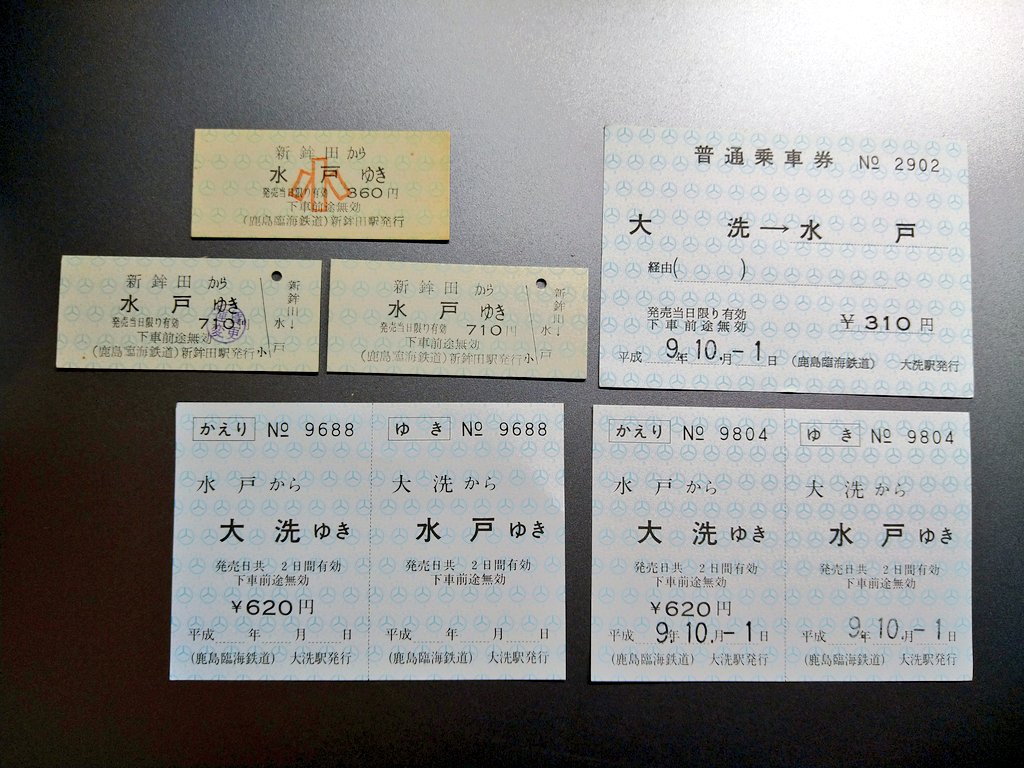 新鉾田から
水戸ゆき
小
発売当日限り有効 360円
下車前途無効
(鹿島臨海鉄道)新鉾田駅発行
新鉾田から
水戸ゆき
発売当日限り有効 710
下車前途無効
(鹿島臨海鉄道)新鉾田駅発行
新鉾田↓
水戸
小
新鉾田から
水戸ゆき
発売当日限り有効 710円
下車前途無効
(鹿島臨海鉄道)新鉾田駅発行
新鉾田↓
水戸
小
普通乗車券 № 2902
大洗→水戸
経由( )
発売当日限り有効
下車前途無効
¥310円
平成 9年10月-1日 (鹿島臨海鉄道) 大洗駅発行
かえり № 9688
水戸から
大洗ゆき
発売日共 2日間有効
下車前途無効
¥620円
平成 年 月 日
(鹿島臨海鉄道) 大洗駅発行
ゆき № 9688
大洗から
水戸ゆき
発売日共 2日間有効
下車前途無効
平成 年 月 日
(鹿島臨海鉄道) 大洗駅発行
かえり № 9804
水戸から
大洗ゆき
発売日共 2日間有効
下車前途無効
¥620円
平成 9年10月-1日
(鹿島臨海鉄道) 大洗駅発行
ゆき № 9804
大洗から
水戸ゆき
発売日共 2日間有効
下車前途無効
平成 9年10月-1日
(鹿島臨海鉄道) 大洗駅発行